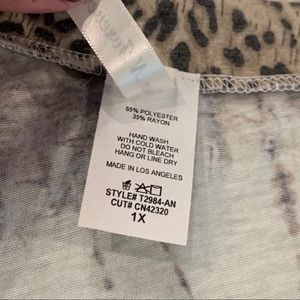 65% POLYESTER
35% RAYON
HAND WASH
WITH COLD WATER
DO NOT BLEACH
HANG OR LINE DRY
MADE IN LOS ANGELES
STYLE# T2984-AN
CUT# CN42320
1X